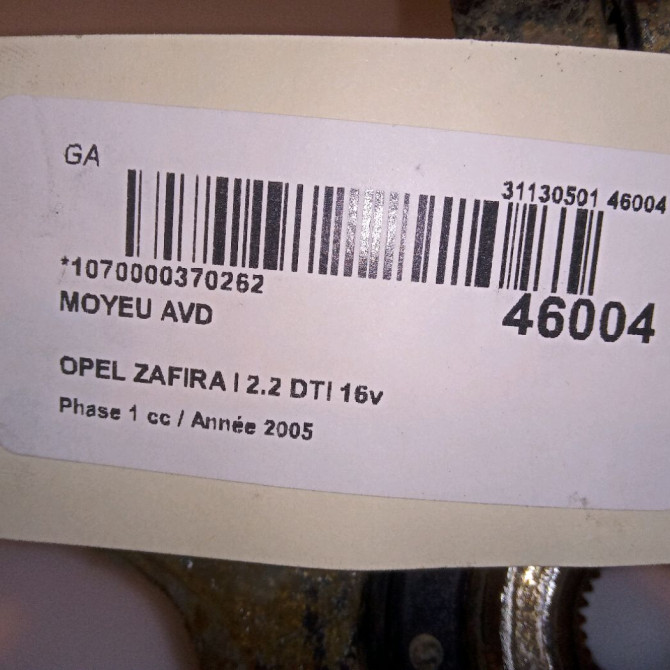 GA
31130501 46004
*1070000370262
46004
MOYEU AVD
OPEL ZAFIRA I 2.2 DTI 16v
Phase 1 cc / Année 2005